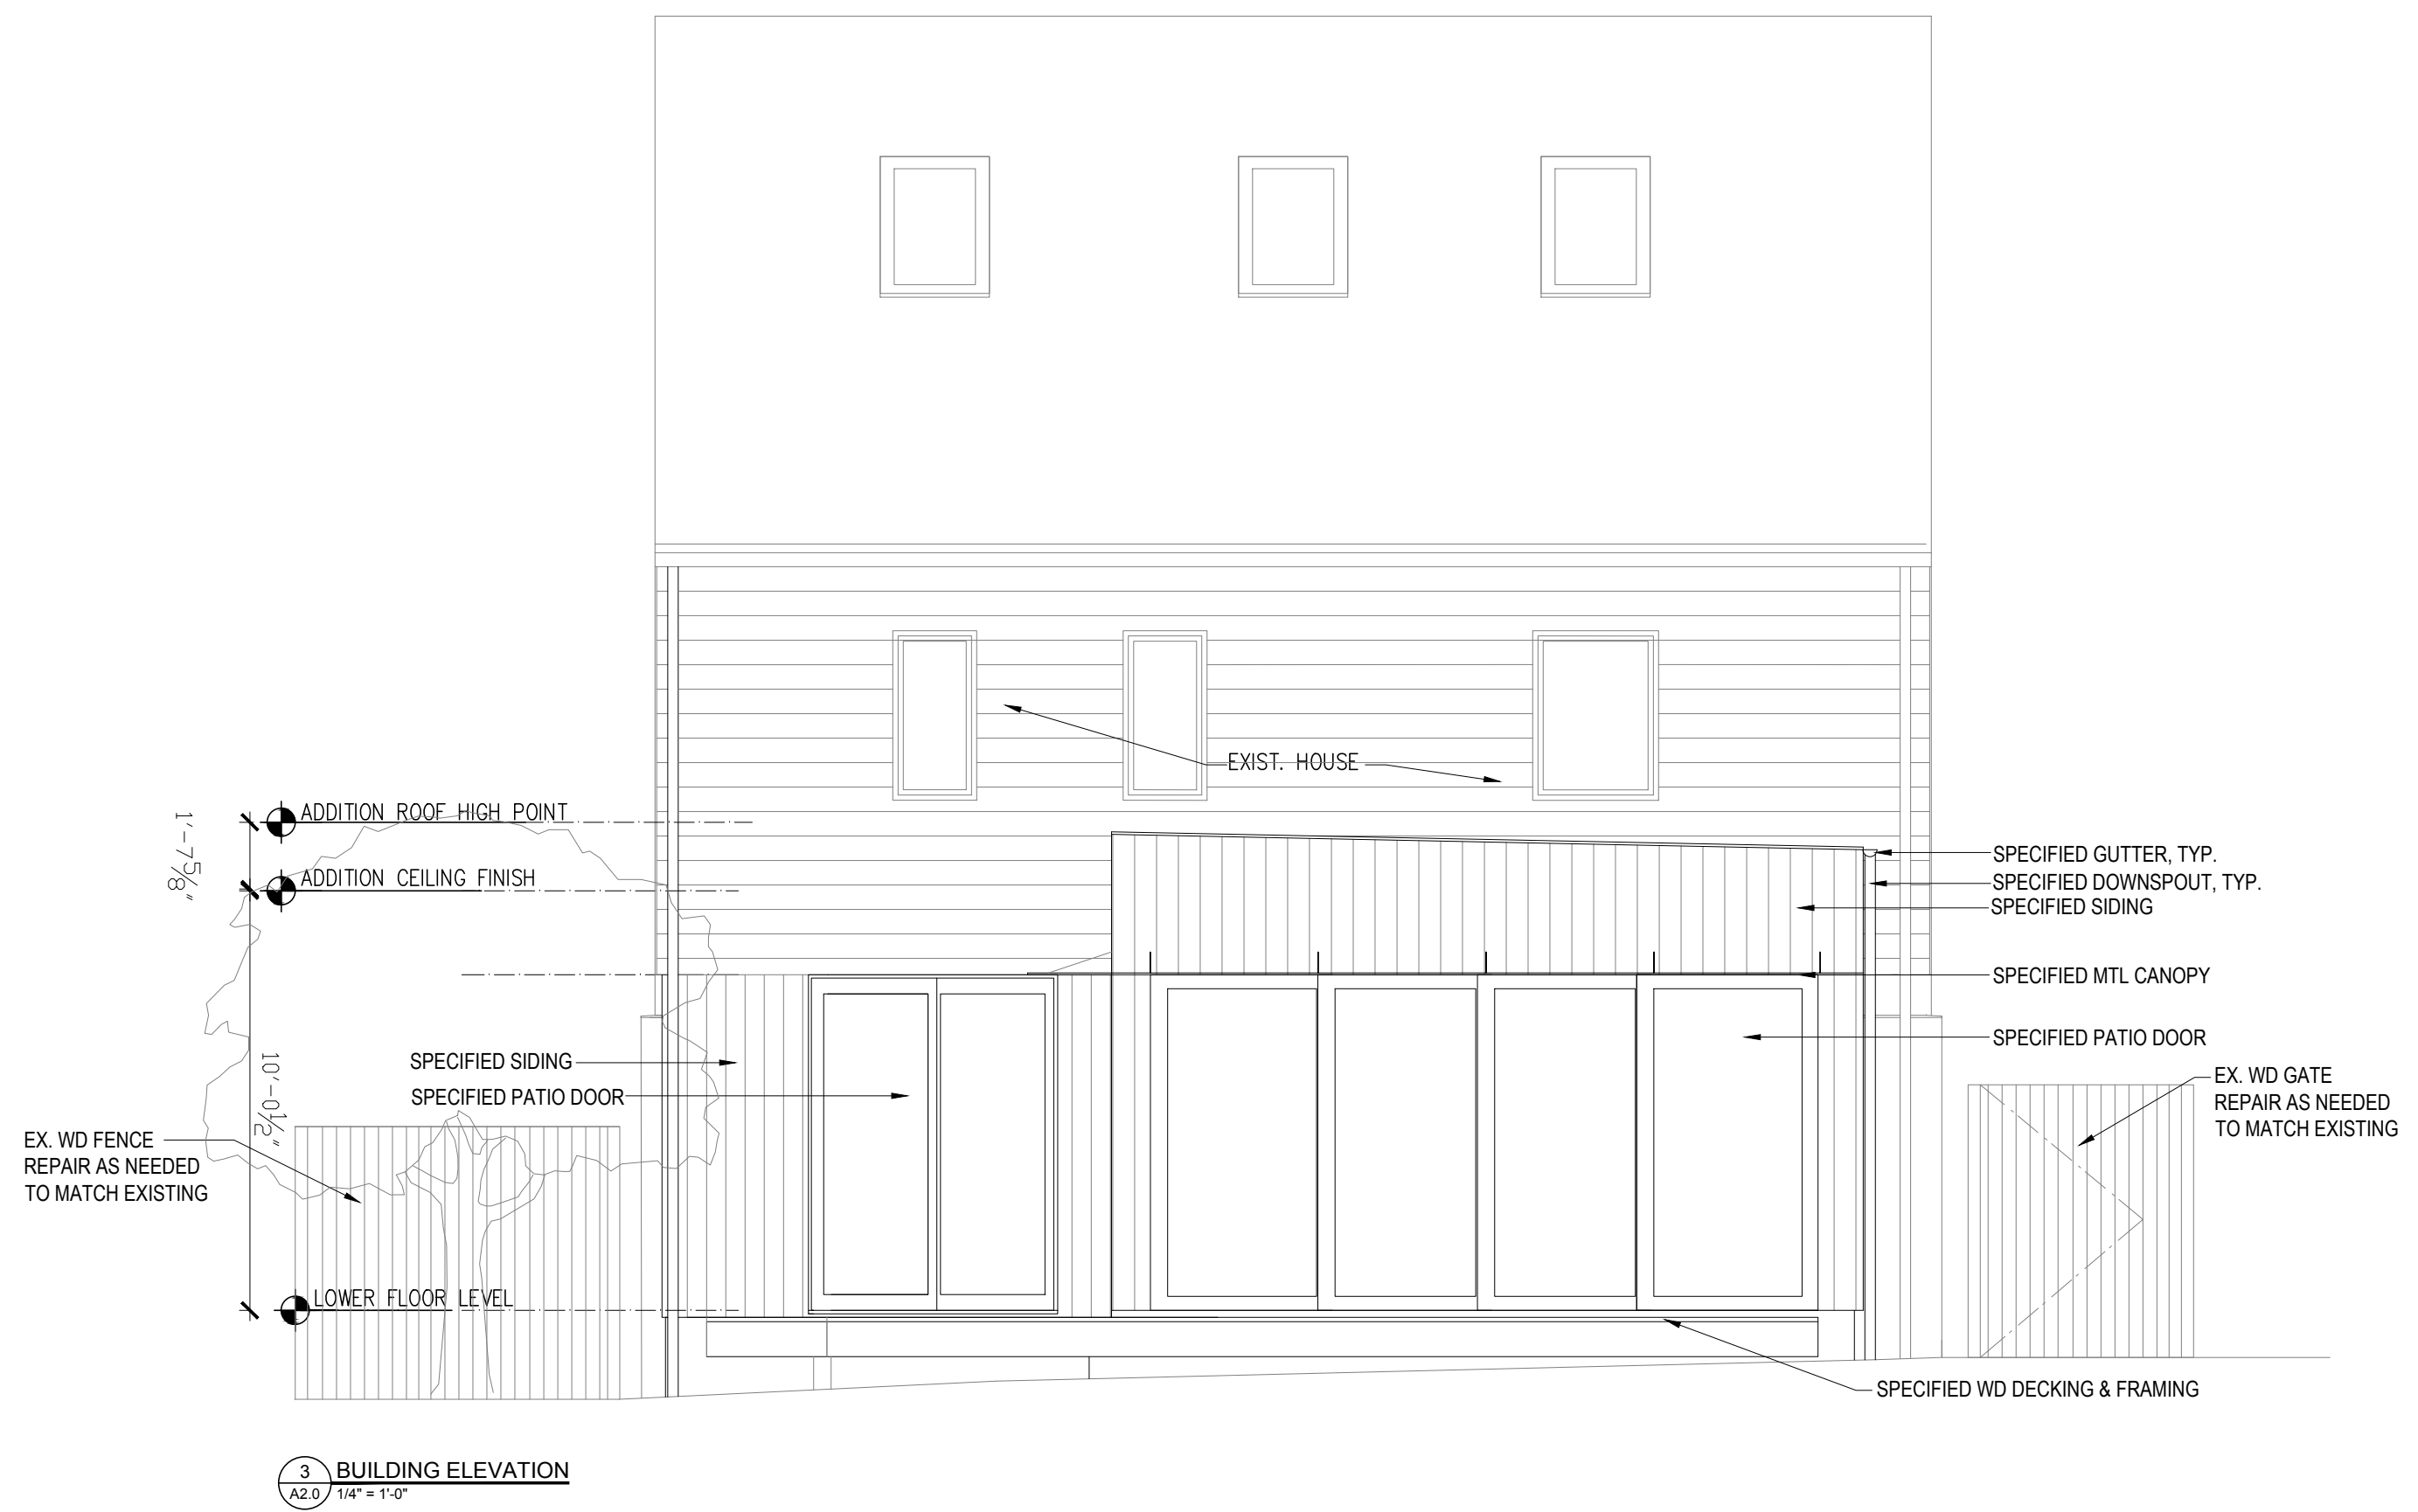 EXIST. HOUSE
ADDITION ROOF HIGH POINT
1'-7⅝"
ADDITION CEILING FINISH
SPECIFIED GUTTER, TYP.
SPECIFIED DOWNSPOUT, TYP.
SPECIFIED SIDING
SPECIFIED MTL CANOPY
SPECIFIED PATIO DOOR
SPECIFIED SIDING
SPECIFIED PATIO DOOR
10'-0½"
EX. WD GATE
REPAIR AS NEEDED
TO MATCH EXISTING
EX. WD FENCE
REPAIR AS NEEDED
TO MATCH EXISTING
LOWER FLOOR LEVEL
SPECIFIED WD DECKING & FRAMING
3
A2.0
BUILDING ELEVATION
1/4" = 1'-0"